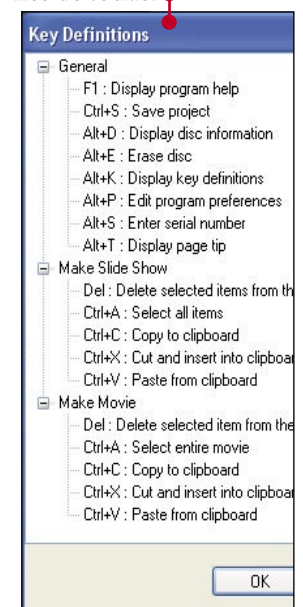 Key Definitions
General
F1 : Display program help
Ctrl+S : Save project
Alt+D : Display disc information
Alt+E : Erase disc
Alt+K : Display key definitions
Alt+P : Edit program preferences
Alt+S : Enter serial number
Alt+T : Display page tip
Make Slide Show
Del : Delete selected items from th
Ctrl+A : Select all items
Ctrl+C : Copy to clipboard
Ctrl+X : Cut and insert into clipboar
Ctrl+V : Paste from clipboard
Make Movie
Del : Delete selected item from the
Ctrl+A : Select entire movie
Ctrl+C : Copy to clipboard
Ctrl+X : Cut and insert into clipboar
Ctrl+V : Paste from clipboard
OK